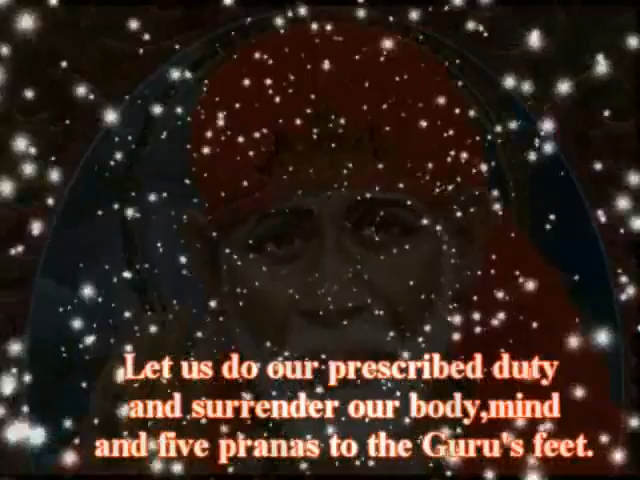 Let us do our prescribed duty
and surrender our body,mind
and five pranas to the Guru's feet.